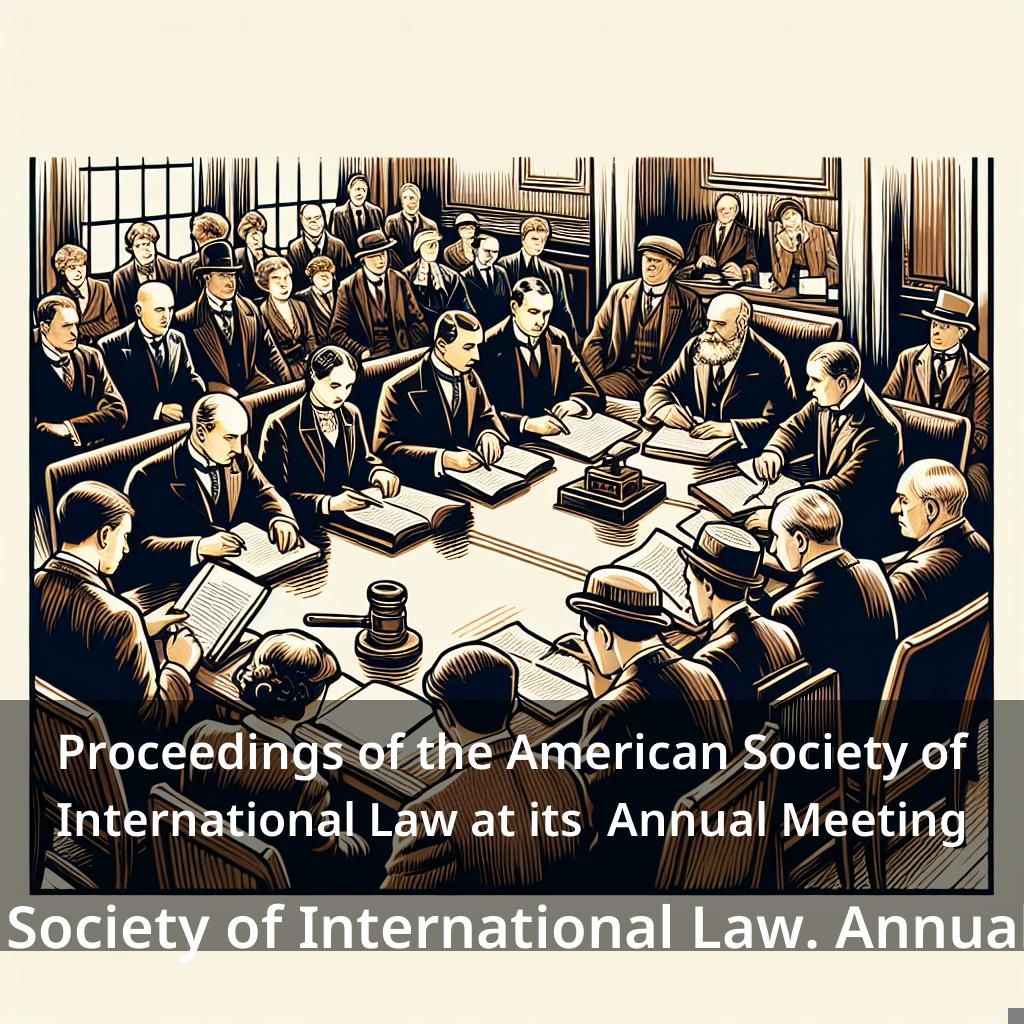 Proceedings of the American Society of
International Law at its  Annual Meeting
Society of International Law. Annual